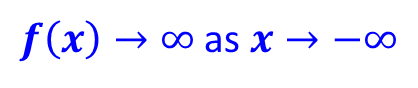 f(x) → ∞ as x → −∞